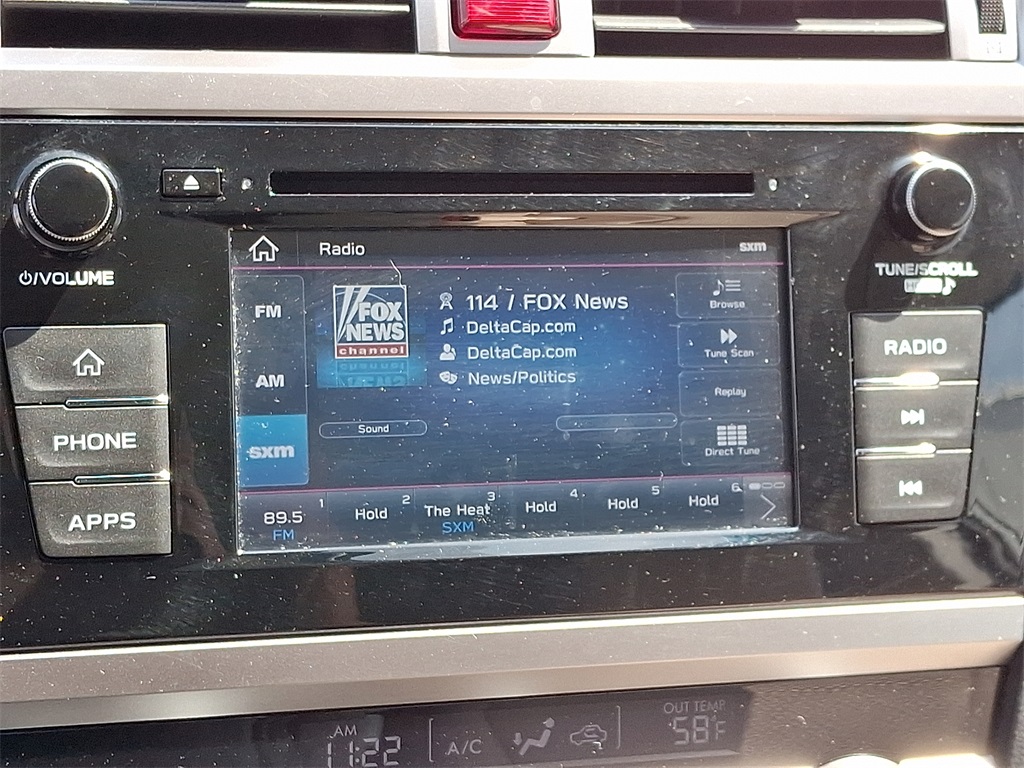 Radio
sxm
⏻/VOLUME
TUNE/SCROLL
FM
AM
sxm
FOX
NEWS
channel
114 / FOX News
DeltaCap.com
DeltaCap.com
News/Politics
Browse
Tune Scan
Replay
Direct Tune
Sound
PHONE
APPS
RADIO
1 2 3 4 5 6
89.5
FM
Hold
The Heat
SXM
Hold
Hold
Hold
AM
11:22
A/C
OUT TEMP
58°F